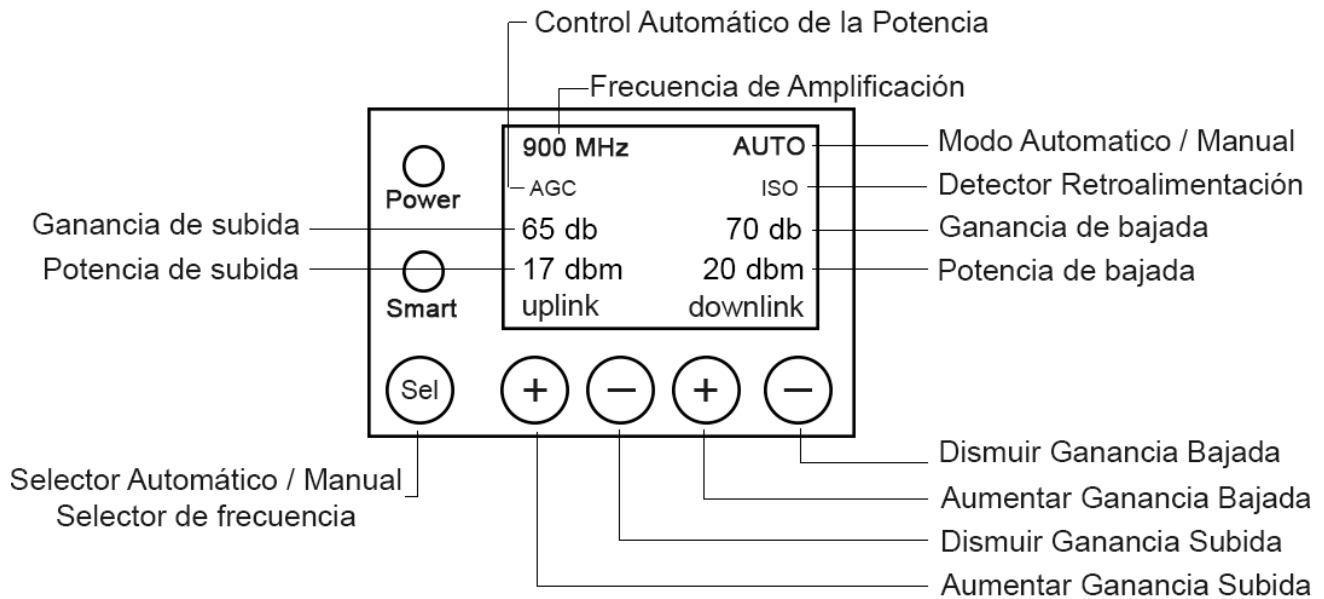 Control Automático de la Potencia
Frecuencia de Amplificación
900 MHz AUTO
Modo Automatico / Manual
Power
AGC ISO
Detector Retroalimentación
Ganancia de subida
65 db 70 db
Ganancia de bajada
Potencia de subida
17 dbm 20 dbm
Potencia de bajada
Smart
uplink downlink
Sel + − + −
Selector Automático / Manual
Selector de frecuencia
Dismuir Ganancia Bajada
Aumentar Ganancia Bajada
Dismuir Ganancia Subida
Aumentar Ganancia Subida